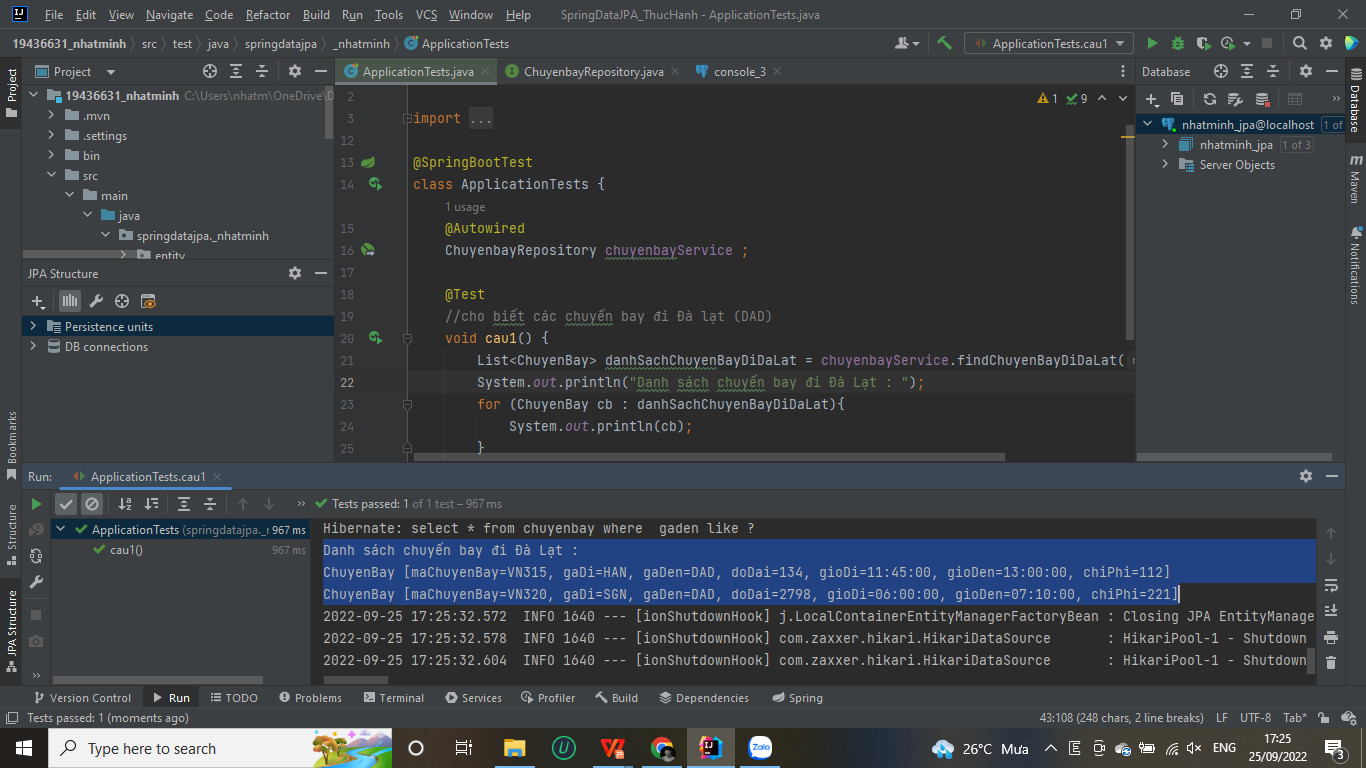 File Edit View Navigate Code Refactor Build Run Tools VCS Window Help SpringDataJPA_ThucHanh - ApplicationTests.java
19436631_nhatminh src test java springdatajpa _nhatminh ApplicationTests
ApplicationTests.cau1
Project
ApplicationTests.java ChuyenbayRepository.java console_3
Database
19436631_nhatminh C:\Users\nhatm\OneDrive\D
.mvn
.settings
bin
src
main
java
springdatajpa._nhatminh
entity
JPA Structure
Persistence units
DB connections
1 9
2
3 import ...
12
13 @SpringBootTest
14 class ApplicationTests {
1 usage
15 @Autowired
16 ChuyenbayRepository chuyenbayService ;
17
18 @Test
19 //cho biết các chuyến bay đi Đà lạt (DAD)
20 void cau1() {
21 List<ChuyenBay> danhSachChuyenBayDiDaLat = chuyenbayService.findChuyenBayDiDaLat(
22 System.out.println("Danh sách chuyến bay đi Đà Lạt : ");
23 for (ChuyenBay cb : danhSachChuyenBayDiDaLat){
24 System.out.println(cb);
25 }
nhatminh_jpa@localhost 1 of
nhatminh_jpa 1 of 3
Server Objects
Project
Bookmarks
Structure
JPA Structure
Database
Maven
Notifications
Run: ApplicationTests.cau1
Tests passed: 1 of 1 test – 967 ms
ApplicationTests (springdatajpa._ 967 ms
cau1() 967 ms
Hibernate: select * from chuyenbay where  gaden like ?
Danh sách chuyến bay đi Đà Lạt :
ChuyenBay [maChuyenBay=VN315, gaDi=HAN, gaDen=DAD, doDai=134, gioDi=11:45:00, gioDen=13:00:00, chiPhi=112]
ChuyenBay [maChuyenBay=VN320, gaDi=SGN, gaDen=DAD, doDai=2798, gioDi=06:00:00, gioDen=07:10:00, chiPhi=221]
2022-09-25 17:25:32.572  INFO 1640 --- [ionShutdownHook] j.LocalContainerEntityManagerFactoryBean : Closing JPA EntityManage
2022-09-25 17:25:32.578  INFO 1640 --- [ionShutdownHook] com.zaxxer.hikari.HikariDataSource       : HikariPool-1 - Shutdown
2022-09-25 17:25:32.604  INFO 1640 --- [ionShutdownHook] com.zaxxer.hikari.HikariDataSource       : HikariPool-1 - Shutdown
Version Control Run TODO Problems Terminal Services Profiler Build Dependencies Spring
Tests passed: 1 (moments ago) 43:108 (248 chars, 2 line breaks) LF UTF-8 Tab*
Type here to search Zalo 26°C Mưa ENG 17:25
25/09/2022 3